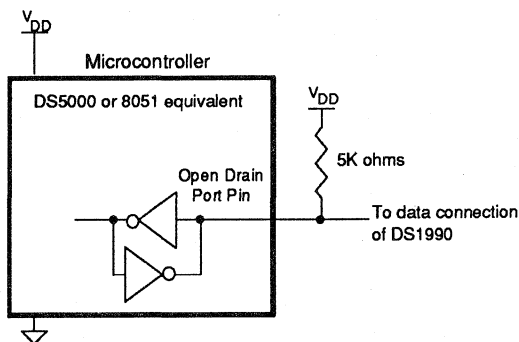 VDD
Microcontroller
DS5000 or 8051 equivalent
VDD
5K ohms
Open Drain
Port Pin
To data connection
of DS1990